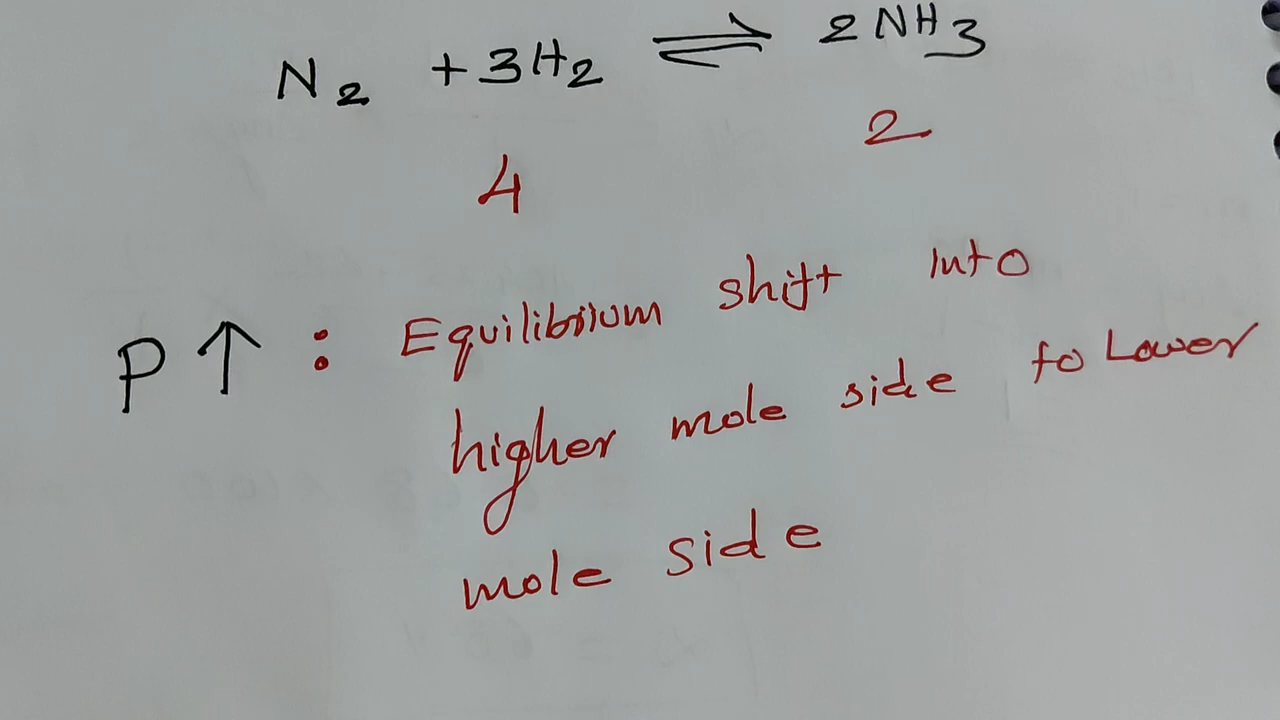 N2 + 3H2 ⇌ 2NH3
4 2
P ↑ : Equilibrium shift into
higher mole side to Lower
mole side